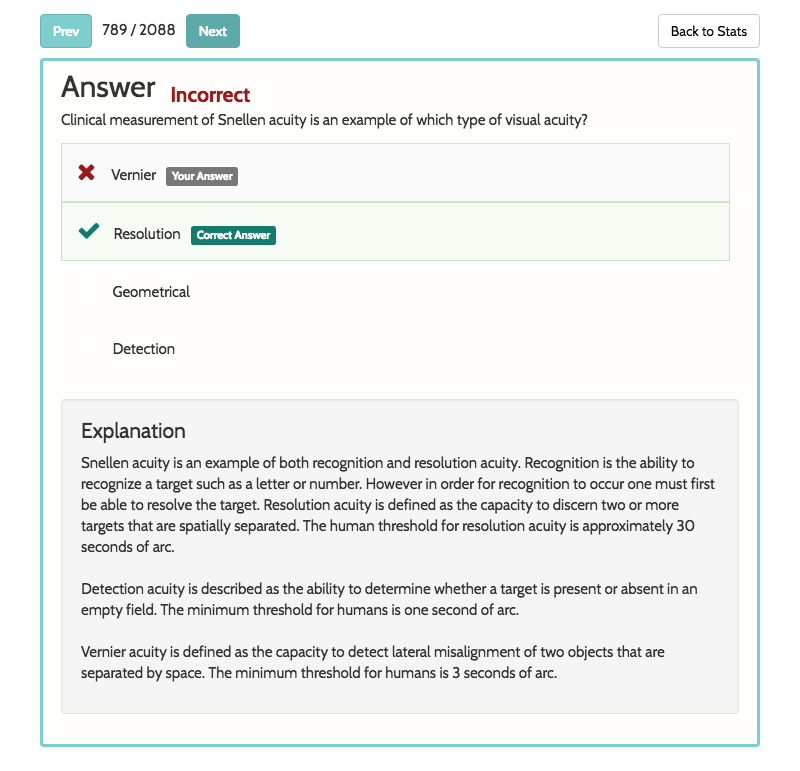 Prev 789 / 2088 Next Back to Stats
Answer Incorrect
Clinical measurement of Snellen acuity is an example of which type of visual acuity?
Vernier Your Answer
Resolution Correct Answer
Geometrical
Detection
Explanation
Snellen acuity is an example of both recognition and resolution acuity. Recognition is the ability to
recognize a target such as a letter or number. However in order for recognition to occur one must first
be able to resolve the target. Resolution acuity is defined as the capacity to discern two or more
targets that are spatially separated. The human threshold for resolution acuity is approximately 30
seconds of arc.
Detection acuity is described as the ability to determine whether a target is present or absent in an
empty field. The minimum threshold for humans is one second of arc.
Vernier acuity is defined as the capacity to detect lateral misalignment of two objects that are
separated by space. The minimum threshold for humans is 3 seconds of arc.